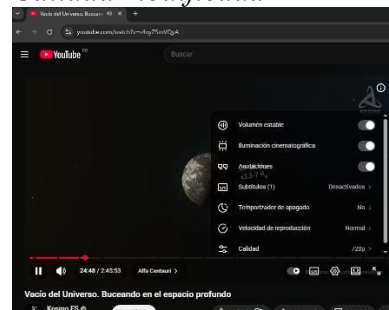 Vacío del Universo. Buceando
youtube.com/watch?v=
YouTube
Buscar
Volumen estable
Iluminación cinematográfica
Anotaciones
Subtítulos (1) Desactivados
Temporizador de apagado No
Velocidad de reproducción Normal
Calidad 720p
24:48 / 2:45:53 Alfa Centauri
Vacío del Universo. Buceando en el espacio profundo
Kosmo ES